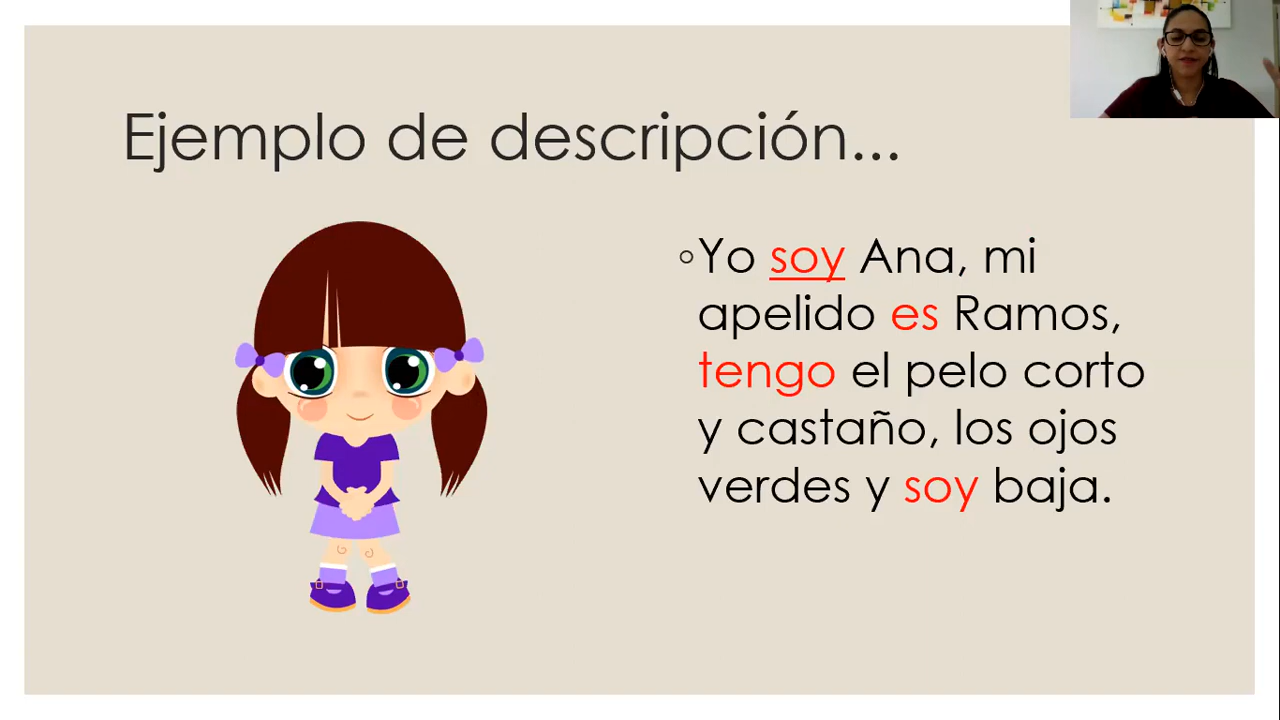 Ejemplo de descripción...
◦Yo soy Ana, mi
apelido es Ramos,
tengo el pelo corto
y castaño, los ojos
verdes y soy baja.